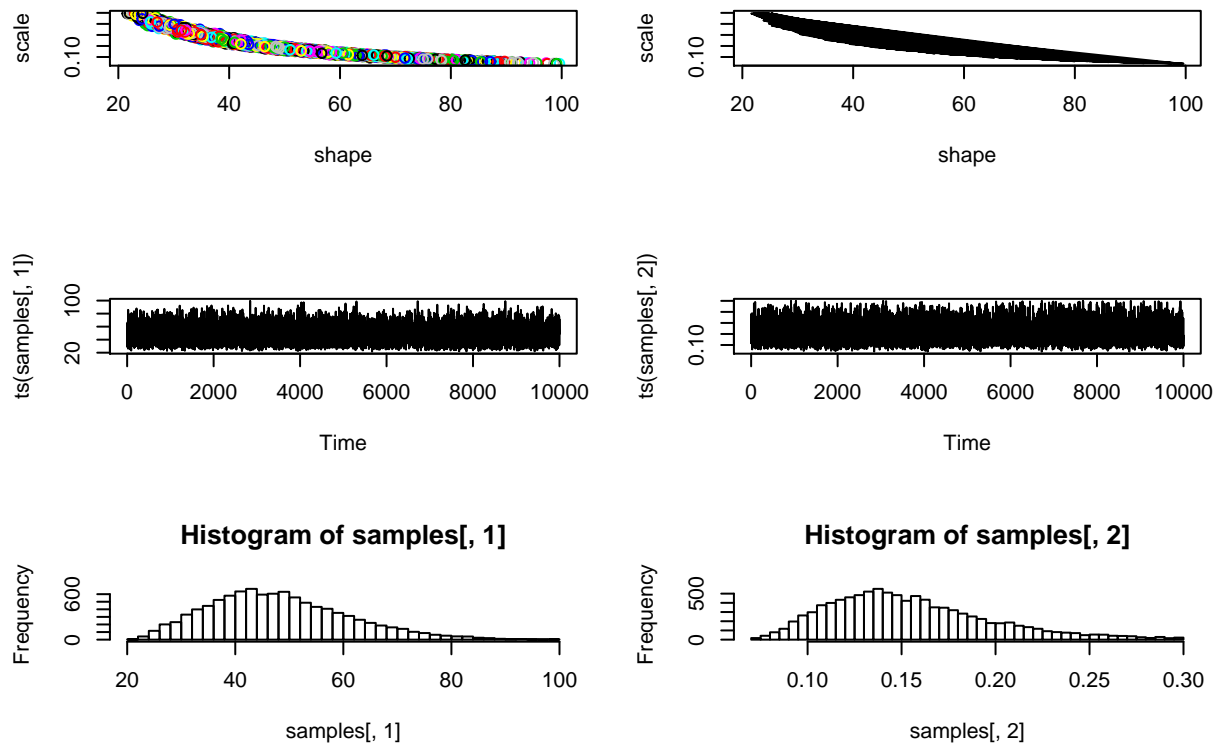 scale
0.10
20 40 60 80 100
shape
scale
0.10
20 40 60 80 100
shape
ts(samples[, 1])
20 100
0 2000 4000 6000 8000 10000
Time
ts(samples[, 2])
0.10
0 2000 4000 6000 8000 10000
Time
Histogram of samples[, 1]
Frequency
0 600
20 40 60 80 100
samples[, 1]
Histogram of samples[, 2]
Frequency
0 500
0.10 0.15 0.20 0.25 0.30
samples[, 2]